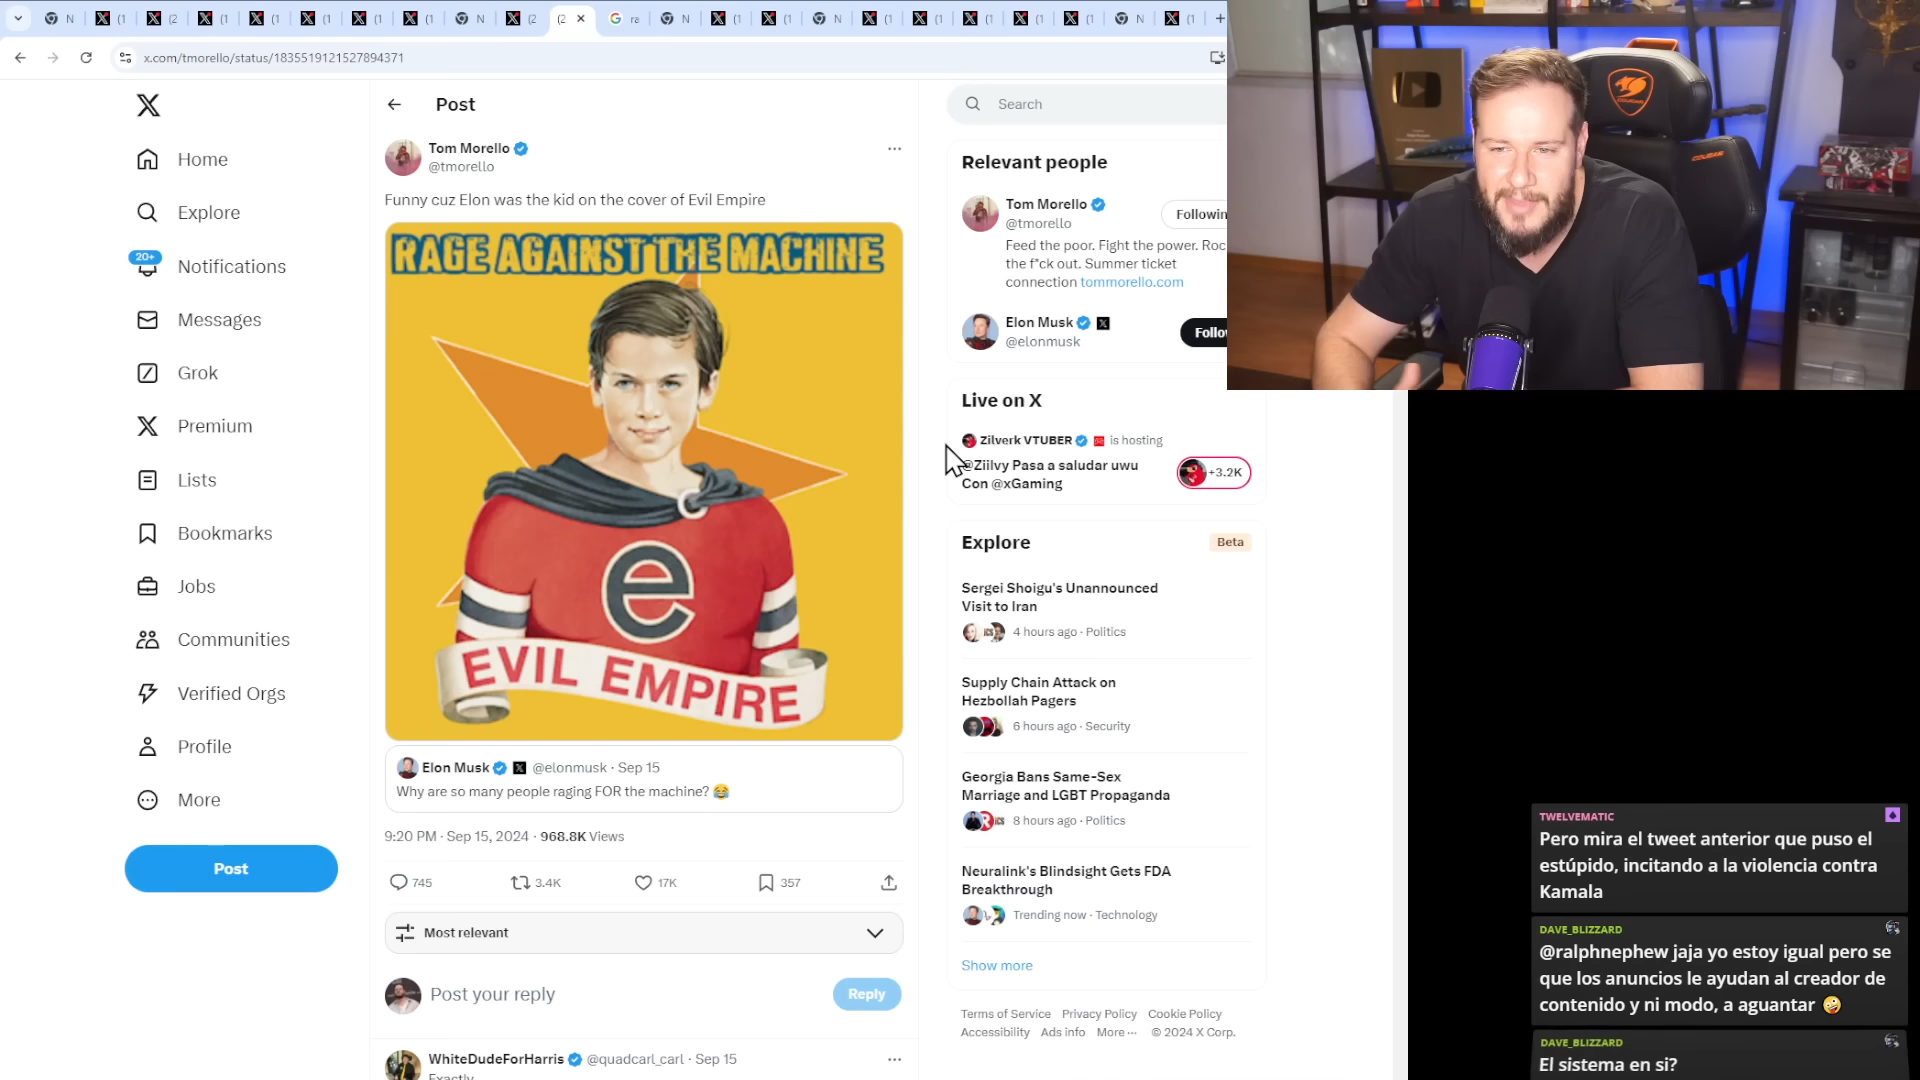 x.com/tmorello/status/1835519121527894371
Home
Explore
20+
Notifications
Messages
Grok
Premium
Lists
Bookmarks
Jobs
Communities
Verified Orgs
Profile
More
Post
Post
Tom Morello
@tmorello
Funny cuz Elon was the kid on the cover of Evil Empire
RAGE AGAINST THE MACHINE
e
EVIL EMPIRE
Elon Musk @elonmusk · Sep 15
Why are so many people raging FOR the machine? 😂
9:20 PM · Sep 15, 2024 · 968.8K Views
745 3.4K 17K 357
Most relevant
Post your reply
Reply
WhiteDudeForHarris @quadcarl_carl · Sep 15
Exactly
Search
Relevant people
Tom Morello
@tmorello
Followin
Feed the poor. Fight the power. Roc
the f*ck out. Summer ticket
connection tommorello.com
Elon Musk
@elonmusk
Follo
Live on X
Zilverk VTUBER is hosting
@Ziilvy Pasa a saludar uwu
Con @xGaming
+3.2K
Explore
Beta
Sergei Shoigu's Unannounced
Visit to Iran
4 hours ago · Politics
Supply Chain Attack on
Hezbollah Pagers
6 hours ago · Security
Georgia Bans Same-Sex
Marriage and LGBT Propaganda
8 hours ago · Politics
Neuralink's Blindsight Gets FDA
Breakthrough
Trending now · Technology
Show more
Terms of Service Privacy Policy Cookie Policy
Accessibility Ads info More ··· © 2024 X Corp.
COUGAR
COUGAR
TWELVEMATIC
Pero mira el tweet anterior que puso el
estúpido, incitando a la violencia contra
Kamala
DAVE_BLIZZARD
@ralphnephew jaja yo estoy igual pero se
que los anuncios le ayudan al creador de
contenido y ni modo, a aguantar 🤪
DAVE_BLIZZARD
El sistema en si?